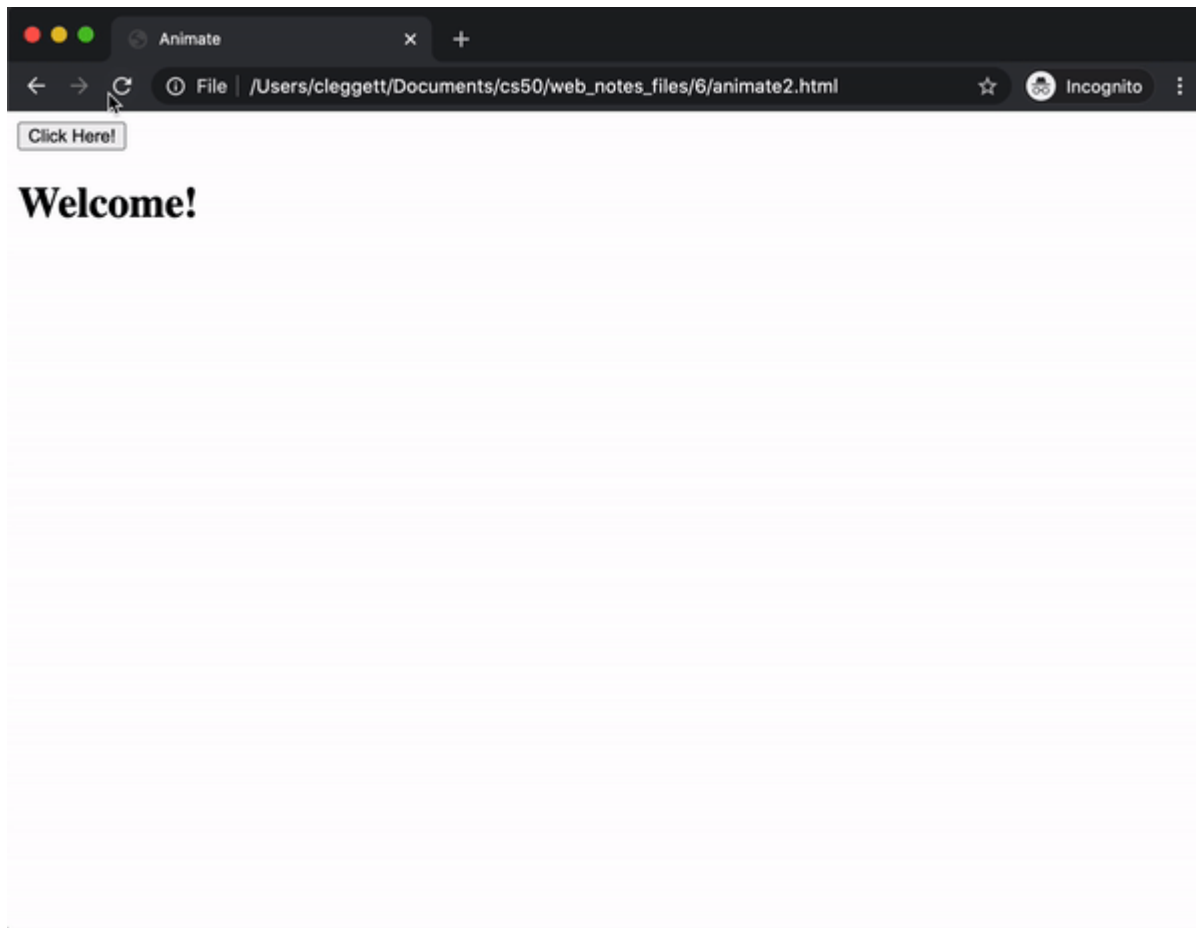 Animate
File /Users/cleggett/Documents/cs50/web_notes_files/6/animate2.html Incognito
Click Here!
Welcome!